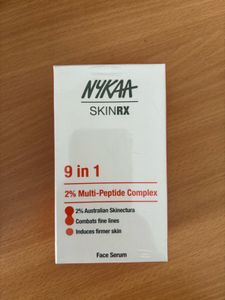 NYKAA
SKINRX
9 in 1
2% Multi-Peptide Complex
2% Australian Skinectura
Combats fine lines
Induces firmer skin
Face Serum